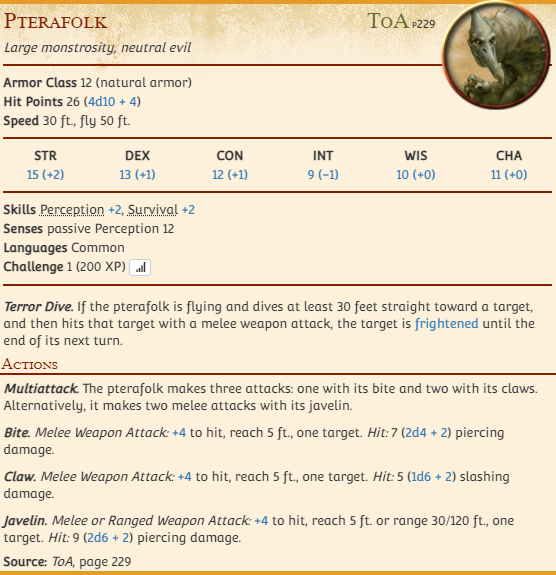 Pterafolk ToA p229
Large monstrosity, neutral evil
Armor Class 12 (natural armor)
Hit Points 26 (4d10 + 4)
Speed 30 ft., fly 50 ft.
STR DEX CON INT WIS CHA
15 (+2) 13 (+1) 12 (+1) 9 (−1) 10 (+0) 11 (+0)
Skills Perception +2, Survival +2
Senses passive Perception 12
Languages Common
Challenge 1 (200 XP)
Terror Dive. If the pterafolk is flying and dives at least 30 feet straight toward a target,
and then hits that target with a melee weapon attack, the target is frightened until the
end of its next turn.
Actions
Multiattack. The pterafolk makes three attacks: one with its bite and two with its claws.
Alternatively, it makes two melee attacks with its javelin.
Bite. Melee Weapon Attack: +4 to hit, reach 5 ft., one target. Hit: 7 (2d4 + 2) piercing
damage.
Claw. Melee Weapon Attack: +4 to hit, reach 5 ft., one target. Hit: 5 (1d6 + 2) slashing
damage.
Javelin. Melee or Ranged Weapon Attack: +4 to hit, reach 5 ft. or range 30/120 ft., one
target. Hit: 9 (2d6 + 2) piercing damage.
Source: ToA, page 229